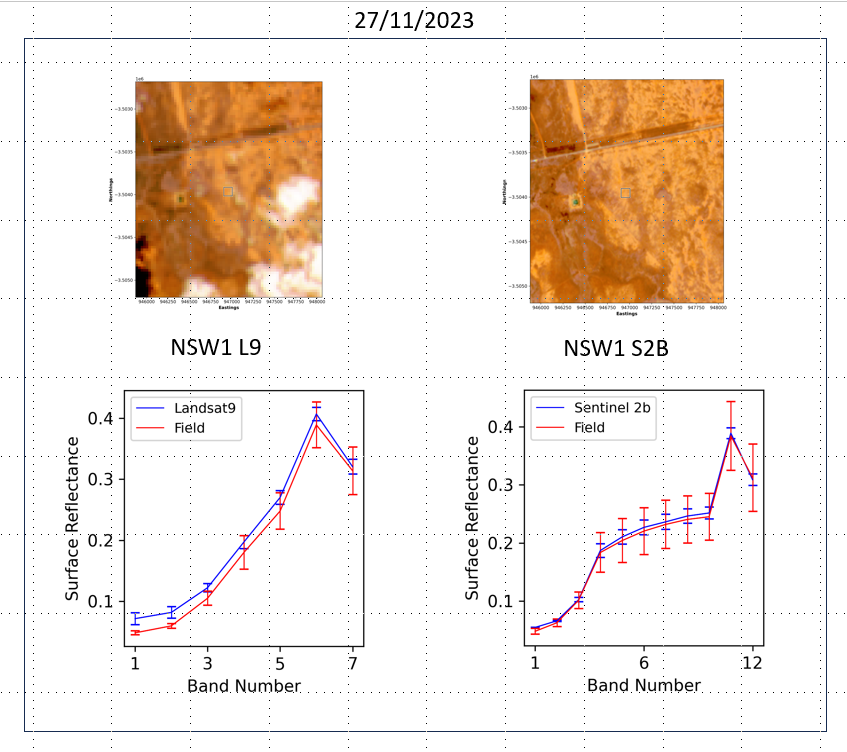 27/11/2023
1e6
−3.5030
−3.5035
−3.5040
−3.5045
−3.5050
Northings
946000 946250 946500 946750 947000 947250 947500 947750 948000
Eastings
1e6
−3.5030
−3.5035
−3.5040
−3.5045
−3.5050
Northings
946000 946250 946500 946750 947000 947250 947500 947750 948000
Eastings
NSW1 L9
NSW1 S2B
Landsat9
Field
0.4
0.3
0.2
0.1
Surface Reflectance
1 3 5 7
Band Number
Sentinel 2b
Field
0.4
0.3
0.2
0.1
Surface Reflectance
1 6 12
Band Number